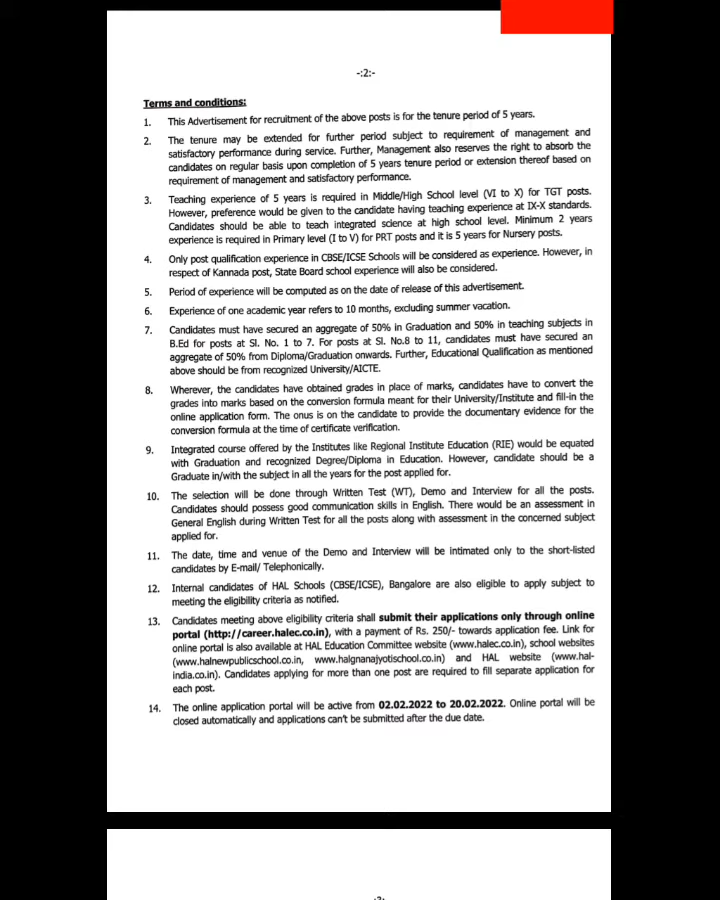 -:2:-
Terms and conditions:
1. This Advertisement for recruitment of the above posts is for the tenure period of 5 years.
2. The tenure may be extended for further period subject to requirement of management and
satisfactory performance during service. Further, Management also reserves the right to absorb the
candidates on regular basis upon completion of 5 years tenure period or extension thereof based on
requirement of management and satisfactory performance.
3. Teaching experience of 5 years is required in Middle/High School level (VI to X) for TGT posts.
However, preference would be given to the candidate having teaching experience at IX-X standards.
Candidates should be able to teach integrated science at high school level. Minimum 2 years
experience is required in Primary level (I to V) for PRT posts and it is 5 years for Nursery posts.
4. Only post qualification experience in CBSE/ICSE Schools will be considered as experience. However, in
respect of Kannada post, State Board school experience will also be considered.
5. Period of experience will be computed as on the date of release of this advertisement.
6. Experience of one academic year refers to 10 months, excluding summer vacation.
7. Candidates must have secured an aggregate of 50% in Graduation and 50% in teaching subjects in
B.Ed for posts at Sl. No. 1 to 7. For posts at Sl. No.8 to 11, candidates must have secured an
aggregate of 50% from Diploma/Graduation onwards. Further, Educational Qualification as mentioned
above should be from recognized University/AICTE.
8. Wherever, the candidates have obtained grades in place of marks, candidates have to convert the
grades into marks based on the conversion formula meant for their University/Institute and fill-in the
online application form. The onus is on the candidate to provide the documentary evidence for the
conversion formula at the time of certificate verification.
9. Integrated course offered by the Institutes like Regional Institute Education (RIE) would be equated
with Graduation and recognized Degree/Diploma in Education. However, candidate should be a
Graduate in/with the subject in all the years for the post applied for.
10. The selection will be done through Written Test (WT), Demo and Interview for all the posts.
Candidates should possess good communication skills in English. There would be an assessment in
General English during Written Test for all the posts along with assessment in the concerned subject
applied for.
11. The date, time and venue of the Demo and Interview will be intimated only to the short-listed
candidates by E-mail/ Telephonically.
12. Internal candidates of HAL Schools (CBSE/ICSE), Bangalore are also eligible to apply subject to
meeting the eligibility criteria as notified.
13. Candidates meeting above eligibility criteria shall submit their applications only through online
portal (http://career.halec.co.in), with a payment of Rs. 250/- towards application fee. Link for
online portal is also available at HAL Education Committee website (www.halec.co.in), school websites
(www.halnewpublicschool.co.in, www.halgnanajyotischool.co.in) and HAL website (www.hal-
india.co.in). Candidates applying for more than one post are required to fill separate application for
each post.
14. The online application portal will be active from 02.02.2022 to 20.02.2022. Online portal will be
closed automatically and applications can't be submitted after the due date.